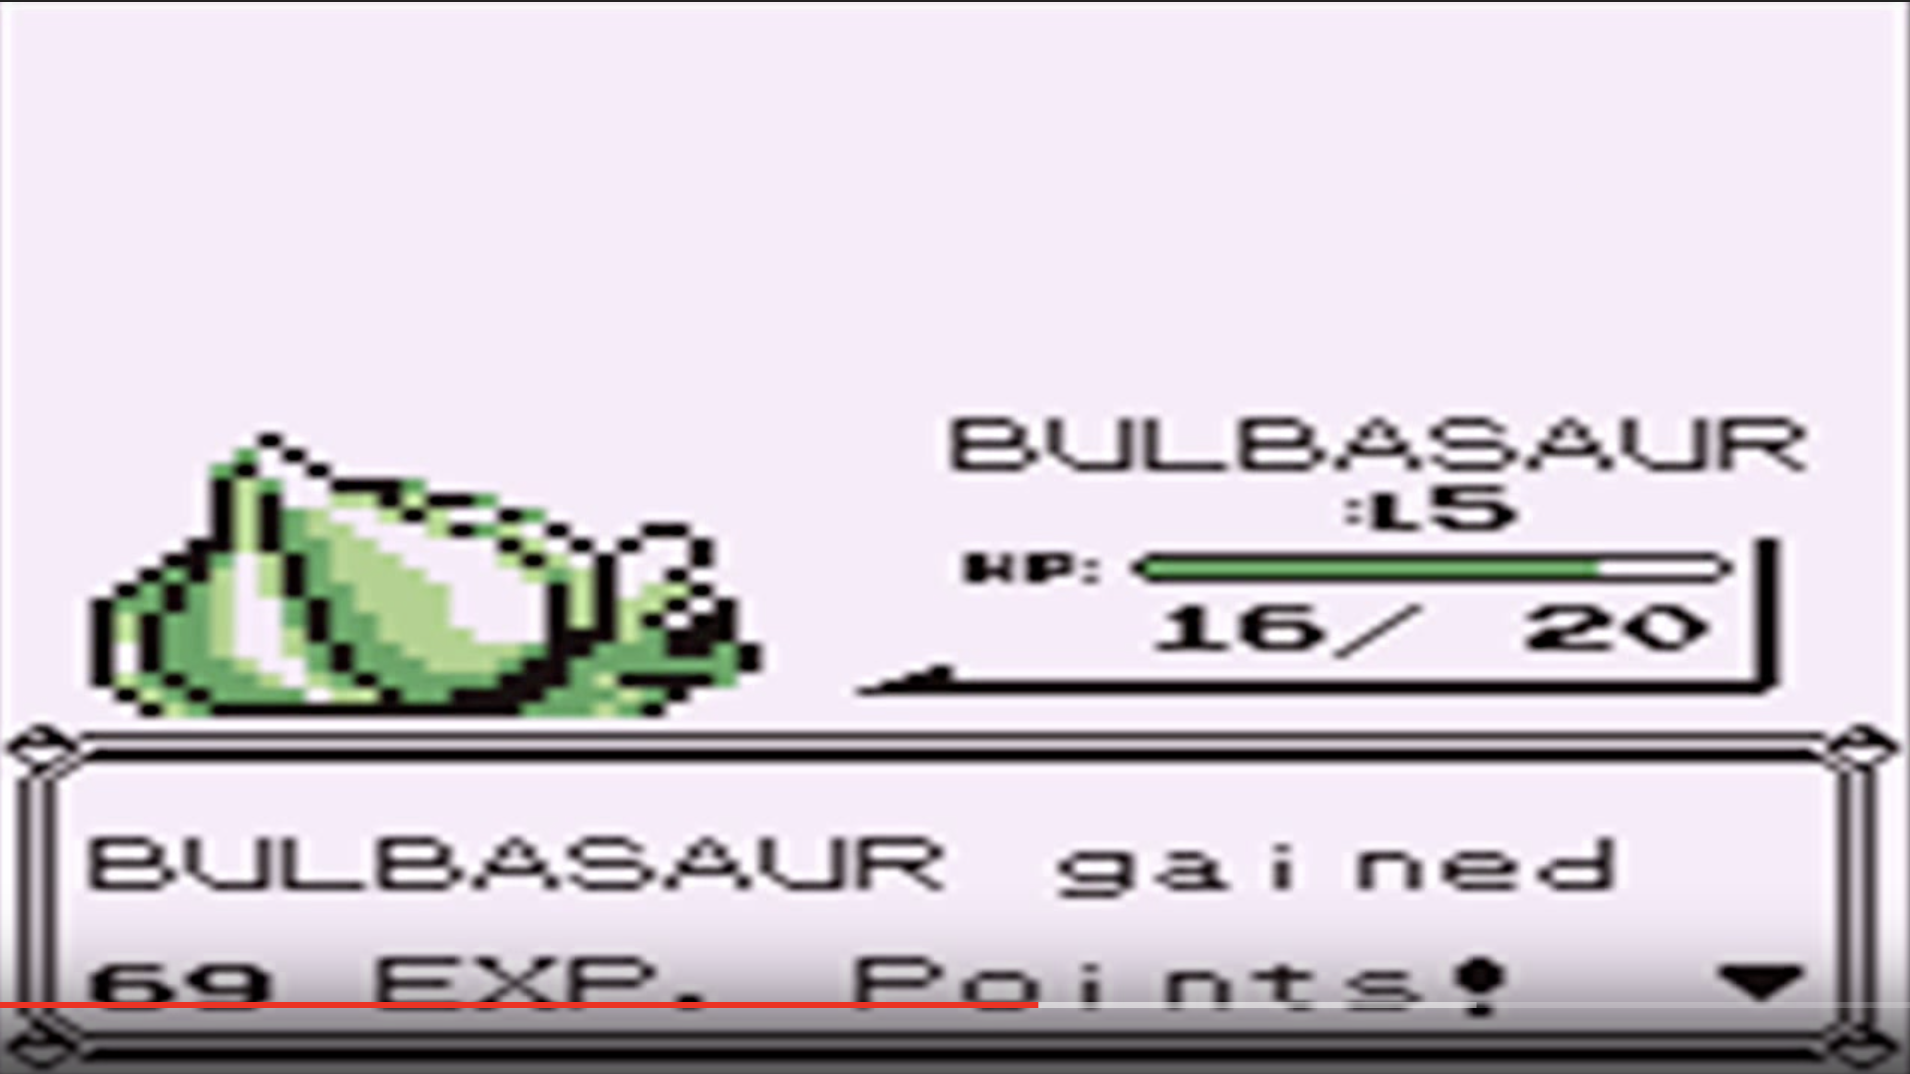 BULBASAUR
:L5
HP:
16/ 20
BULBASAUR gained
69 EXP. Points!